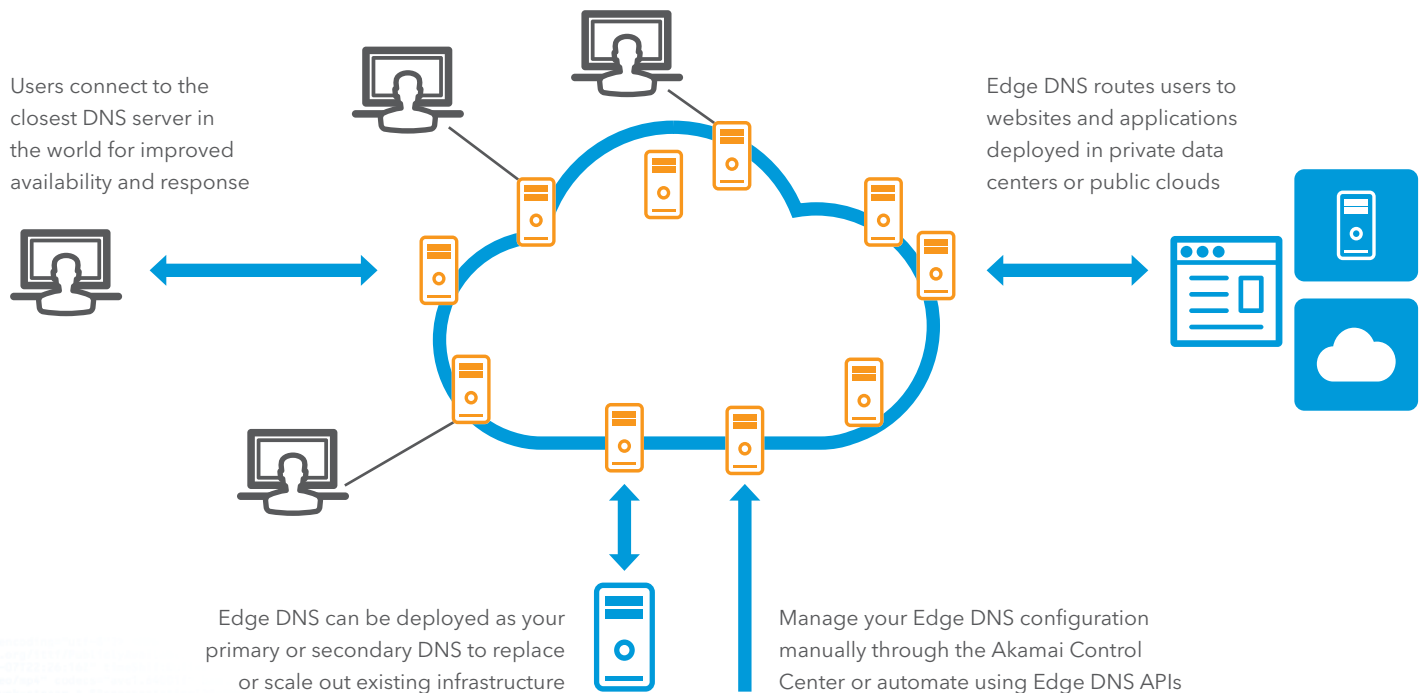 Users connect to the
closest DNS server in
the world for improved
availability and response
Edge DNS routes users to
websites and applications
deployed in private data
centers or public clouds
Edge DNS can be deployed as your
primary or secondary DNS to replace
or scale out existing infrastructure
Manage your Edge DNS configuration
manually through the Akamai Control
Center or automate using Edge DNS APIs